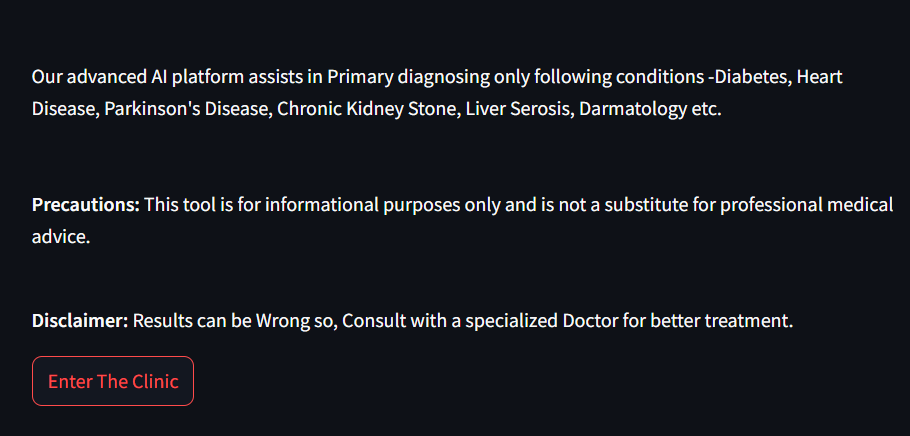 Our advanced AI platform assists in Primary diagnosing only following conditions -Diabetes, Heart
Disease, Parkinson's Disease, Chronic Kidney Stone, Liver Serosis, Darmatology etc.
Precautions: This tool is for informational purposes only and is not a substitute for professional medical
advice.
Disclaimer: Results can be Wrong so, Consult with a specialized Doctor for better treatment.
Enter The Clinic